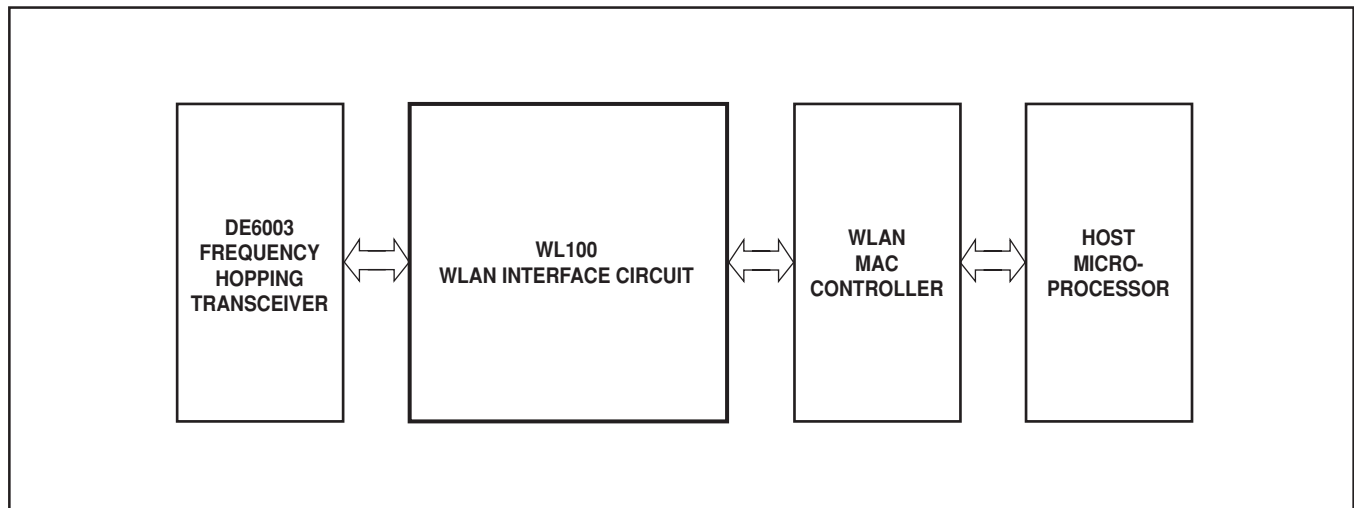 DE6003
FREQUENCY
HOPPING
TRANSCEIVER
WL100
WLAN INTERFACE CIRCUIT
WLAN
MAC
CONTROLLER
HOST
MICRO-
PROCESSOR